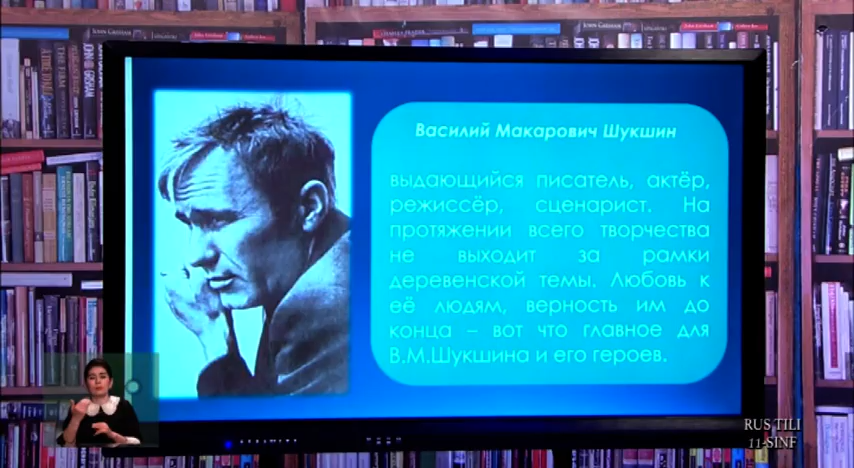 Василий Макарович Шукшин
выдающийся писатель, актёр,
режиссёр, сценарист. На
протяжении всего творчества
не выходит за рамки
деревенской темы. Любовь к
её людям, верность им до
конца – вот что главное для
В.М.Шукшина и его героев.
RUS TILI
11-SINF